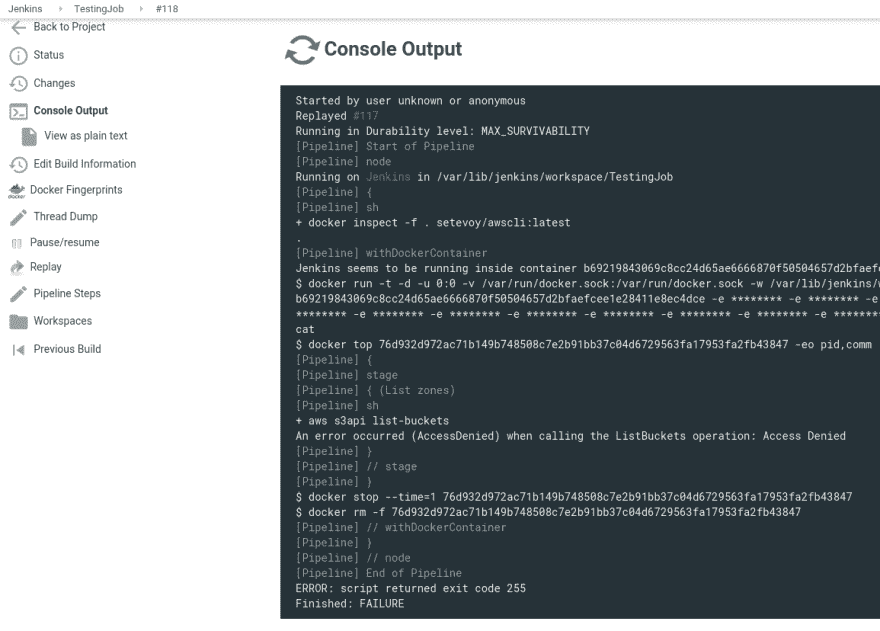 Jenkins
TestingJob
#118
Back to Project
Status
Changes
Console Output
View as plain text
Edit Build Information
Docker Fingerprints
Thread Dump
Pause/resume
Replay
Pipeline Steps
Workspaces
Previous Build
Console Output
Started by user unknown or anonymous
Replayed #117
Running in Durability level: MAX_SURVIVABILITY
[Pipeline] Start of Pipeline
[Pipeline] node
Running on Jenkins in /var/lib/jenkins/workspace/TestingJob
[Pipeline] {
[Pipeline] sh
+ docker inspect -f . setevoy/awscli:latest
.
[Pipeline] withDockerContainer
Jenkins seems to be running inside container b69219843069c8cc24d65ae6666870f50504657d2bfaef
$ docker run -t -d -u 0:0 -v /var/run/docker.sock:/var/run/docker.sock -w /var/lib/jenkins/
b69219843069c8cc24d65ae6666870f50504657d2bfaefcee1e28411e8ec4dce -e ******** -e ******** -e
******** -e ******** -e ******** -e ******** -e ******** -e ******** -e ******** -e *******
cat
$ docker top 76d932d972ac71b149b748508c7e2b91bb37c04d6729563fa17953fa2fb43847 -eo pid,comm
[Pipeline] {
[Pipeline] stage
[Pipeline] { (List zones)
[Pipeline] sh
+ aws s3api list-buckets
An error occurred (AccessDenied) when calling the ListBuckets operation: Access Denied
[Pipeline] }
[Pipeline] // stage
[Pipeline] }
$ docker stop --time=1 76d932d972ac71b149b748508c7e2b91bb37c04d6729563fa17953fa2fb43847
$ docker rm -f 76d932d972ac71b149b748508c7e2b91bb37c04d6729563fa17953fa2fb43847
[Pipeline] // withDockerContainer
[Pipeline] }
[Pipeline] // node
[Pipeline] End of Pipeline
ERROR: script returned exit code 255
Finished: FAILURE